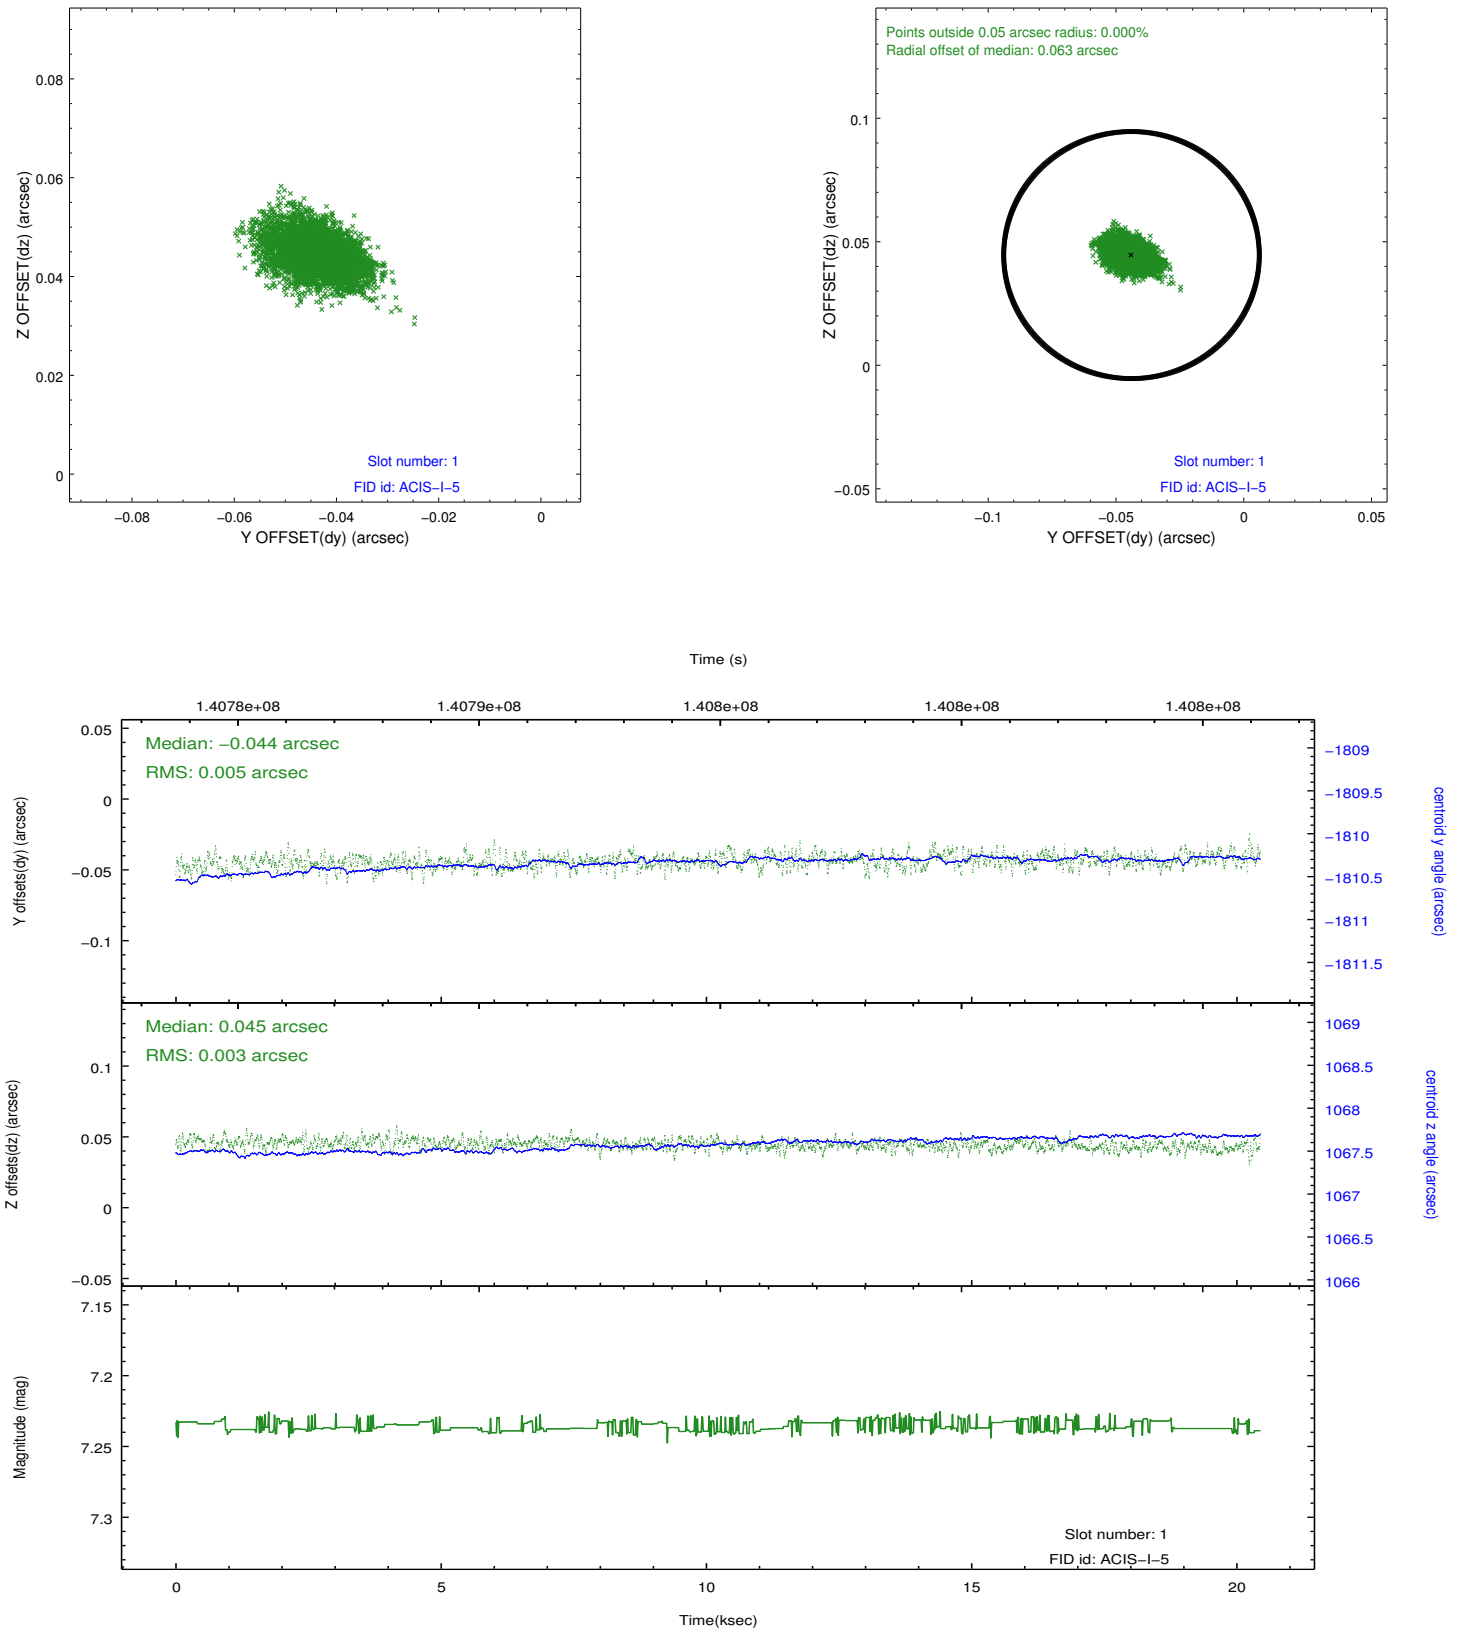 0.08
0.06
0.04
0.02
0
Z OFFSET(dz) (arcsec)
Slot number: 1
FID id: ACIS−I−5
−0.08 −0.06 −0.04 −0.02 0
Y OFFSET(dy) (arcsec)
Points outside 0.05 arcsec radius: 0.000%
Radial offset of median: 0.063 arcsec
0.1
0.05
0
−0.05
Z OFFSET(dz) (arcsec)
Slot number: 1
FID id: ACIS−I−5
−0.1 −0.05 0 0.05
Y OFFSET(dy) (arcsec)
Time (s)
1.4078e+08 1.4079e+08 1.408e+08 1.408e+08 1.408e+08
Median: −0.044 arcsec
RMS: 0.005 arcsec
0.05
0
−0.05
−0.1
Y offsets(dy) (arcsec)
−1809
−1809.5
−1810
−1810.5
−1811
−1811.5
centroid y angle (arcsec)
Median: 0.045 arcsec
RMS: 0.003 arcsec
0.1
0.05
0
−0.05
Z offsets(dz) (arcsec)
1069
1068.5
1068
1067.5
1067
1066.5
1066
centroid z angle (arcsec)
7.15
7.2
7.25
7.3
Magnitude (mag)
Slot number: 1
FID id: ACIS−I−5
0 5 10 15 20
Time(ksec)